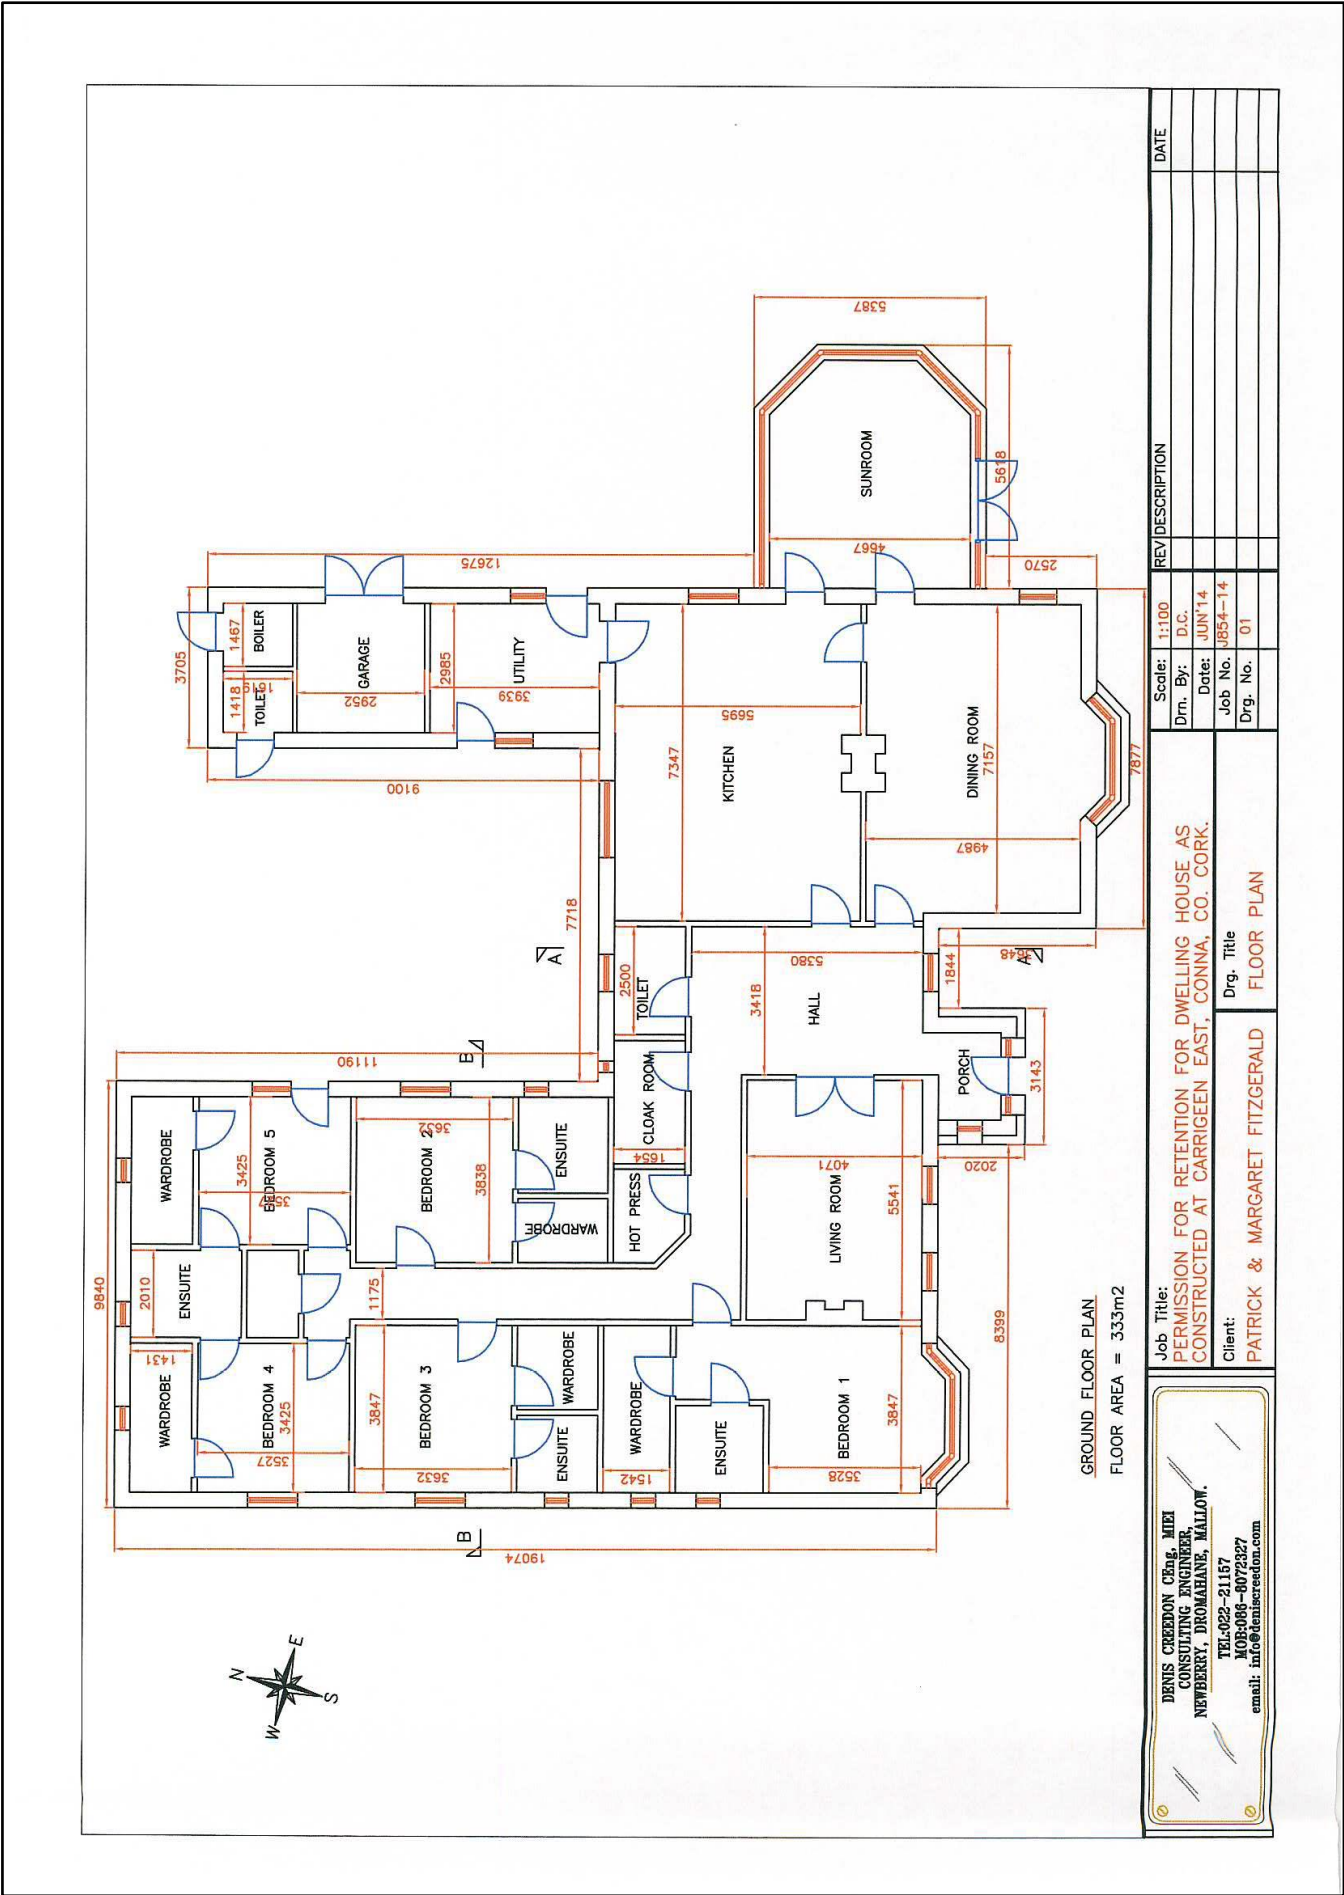 3705
1467
BOILER
1418
1619
TOILET
GARAGE
2952
2985
UTILITY
3939
9100
12675
5387
SUNROOM
4667
5618
2570
7347
5695
KITCHEN
DINING ROOM
7157
4987
7877
7718
A
2500
TOILET
5380
3418
HALL
1844
3648
A
PORCH
3143
2020
CLOAK ROOM
1654
HOT PRESS
LIVING ROOM
4071
5541
11190
B
9840
WARDROBE
3425
BEDROOM 5
3632
BEDROOM 2
3838
ENSUITE
WARDROBE
2010
ENSUITE
1175
1431
WARDROBE
BEDROOM 4
3425
3527
3847
BEDROOM 3
3632
WARDROBE
ENSUITE
WARDROBE
1542
ENSUITE
BEDROOM 1
3528
3847
8399
B
19074
N
E
S
W
GROUND FLOOR PLAN
FLOOR AREA = 333m2
DENIS CREEDON CEng, MIEI
CONSULTING ENGINEER,
NEWBERRY, DROMAHANE, MALLOW.
TEL:022-21157
MOB:086-8072327
email: info@deniscreedon.com
Job Title:
PERMISSION FOR RETENTION FOR DWELLING HOUSE AS
CONSTRUCTED AT CARRIGEEN EAST, CONNA, CO. CORK.
Client:
PATRICK & MARGARET FITZGERALD
Drg. Title
FLOOR PLAN
Scale: 1:100
Drn. By: D.C.
Date: JUN'14
Job No. J854-14
Drg. No. 01
REV DESCRIPTION DATE